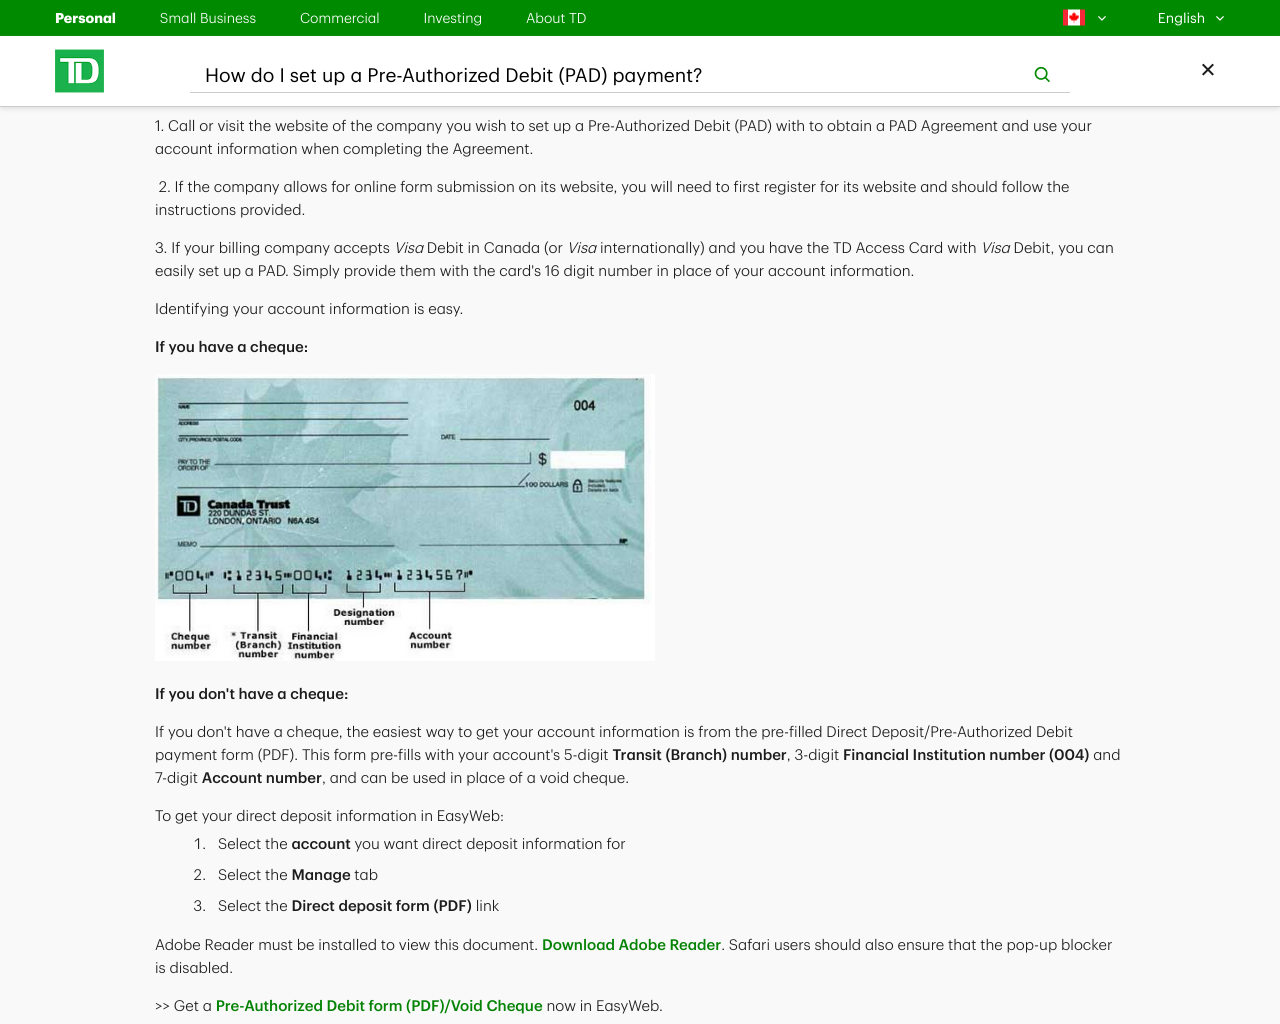 Personal Small Business Commercial Investing About TD English
TD How do I set up a Pre-Authorized Debit (PAD) payment?
1. Call or visit the website of the company you wish to set up a Pre-Authorized Debit (PAD) with to obtain a PAD Agreement and use your
account information when completing the Agreement.
2. If the company allows for online form submission on its website, you will need to first register for its website and should follow the
instructions provided.
3. If your billing company accepts Visa Debit in Canada (or Visa internationally) and you have the TD Access Card with Visa Debit, you can
easily set up a PAD. Simply provide them with the card's 16 digit number in place of your account information.
Identifying your account information is easy.
If you have a cheque:
NAME
004
ADDRESS
CITY, PROVINCE, POSTAL CODE
DATE
PAY TO THE
ORDER OF
$
100 DOLLARS
Security features
included.
Details on back
TD Canada Trust
220 DUNDAS ST.
LONDON, ONTARIO N6A 4S4
MEMO
MP
⑈004⑈ ⑆12345⑉004⑆ 1234⑉1234567⑈
Designation
number
Cheque
number
* Transit
(Branch)
number
Financial
Institution
number
Account
number
If you don't have a cheque:
If you don't have a cheque, the easiest way to get your account information is from the pre-filled Direct Deposit/Pre-Authorized Debit
payment form (PDF). This form pre-fills with your account's 5-digit Transit (Branch) number, 3-digit Financial Institution number (004) and
7-digit Account number, and can be used in place of a void cheque.
To get your direct deposit information in EasyWeb:
1. Select the account you want direct deposit information for
2. Select the Manage tab
3. Select the Direct deposit form (PDF) link
Adobe Reader must be installed to view this document. Download Adobe Reader. Safari users should also ensure that the pop-up blocker
is disabled.
>> Get a Pre-Authorized Debit form (PDF)/Void Cheque now in EasyWeb.